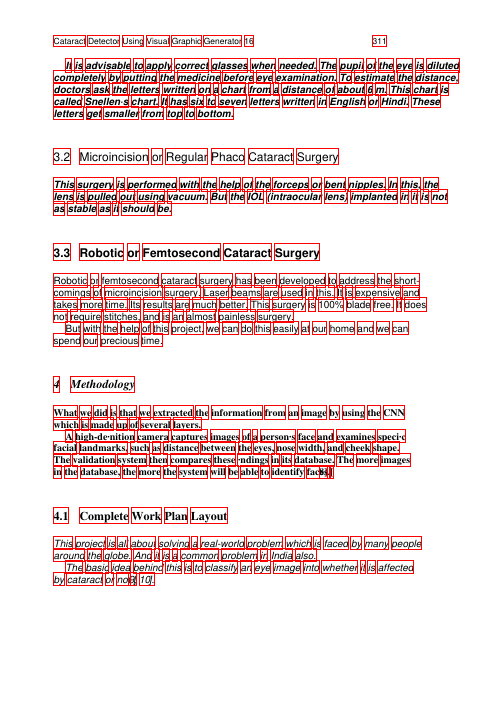 Cataract Detector Using Visual Graphic Generator 16 311
It is advisable to apply correct glasses when needed. The pupil of the eye is diluted
completely by putting the medicine before eye examination. To estimate the distance,
doctors ask the letters written on a chart from a distance of about 6 m. This chart is
called Snellen·s chart. It has six to seven letters written in English or Hindi. These
letters get smaller from top to bottom.
3.2 Microincision or Regular Phaco Cataract Surgery
This surgery is performed with the help of the forceps or bent nipples. In this, the
lens is pulled out using vacuum. But the IOL (intraocular lens) implanted in it is not
as stable as it should be.
3.3 Robotic or Femtosecond Cataract Surgery
Robotic or femtosecond cataract surgery has been developed to address the short-
comings of microincision surgery. Laser beams are used in this. It is expensive and
takes more time. Its results are much better. This surgery is 100% blade free. It does
not require stitches, and is an almost painless surgery.
But with the help of this project, we can do this easily at our home and we can
spend our precious time.
4 Methodology
What we did is that we extracted the information from an image by using the CNN
which is made up of several layers.
A high-de·nition camera captures images of a person·s face and examines speci·c
facial landmarks, such as distance between the eyes, nose width, and cheek shape.
The validation system then compares these ·ndings in its database. The more images
in the database, the more the system will be able to identify
4.1 Complete Work Plan Layout
This project is all about solving a real-world problem which is faced by many people
around the globe. And it is a common problem in India also.
The basic idea behind this is to classify an eye image into whether it is affected
by cataract or no 10].